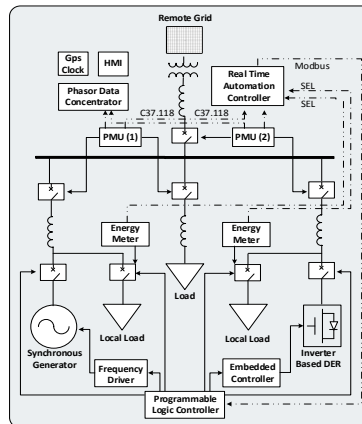 Remote Grid
Gps
Clock
HMI
Phasor Data
Concentrator
Real Time
Automation
Controller
Modbus
SEL
SEL
C37.118
C37.118
PMU (1)
PMU (2)
Energy
Meter
Energy
Meter
Load
Local Load
Local Load
Synchronous
Generator
Inverter
Based DER
Frequency
Driver
Embedded
Controller
Programmable
Logic Controller